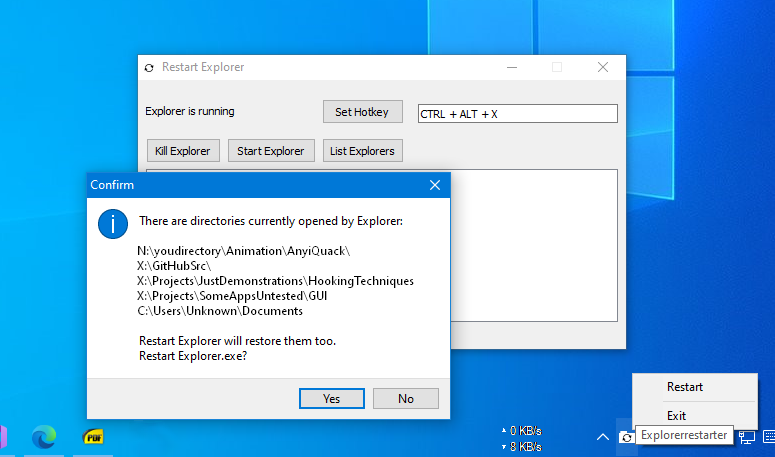 Restart Explorer
Explorer is running
Set Hotkey
CTRL + ALT + X
Kill Explorer
Start Explorer
List Explorers
Confirm
There are directories currently opened by Explorer:
N:\youdirectory\Animation\AnyiQuack\
X:\GitHubSrc\
X:\Projects\JustDemonstrations\HookingTechniques
X:\Projects\SomeAppsUntested\GUI
C:\Users\Unknown\Documents
Restart Explorer will restore them too.
Restart Explorer.exe?
Yes
No
Restart
Exit
Explorerrestarter
0 KB/s
8 KB/s
PDF